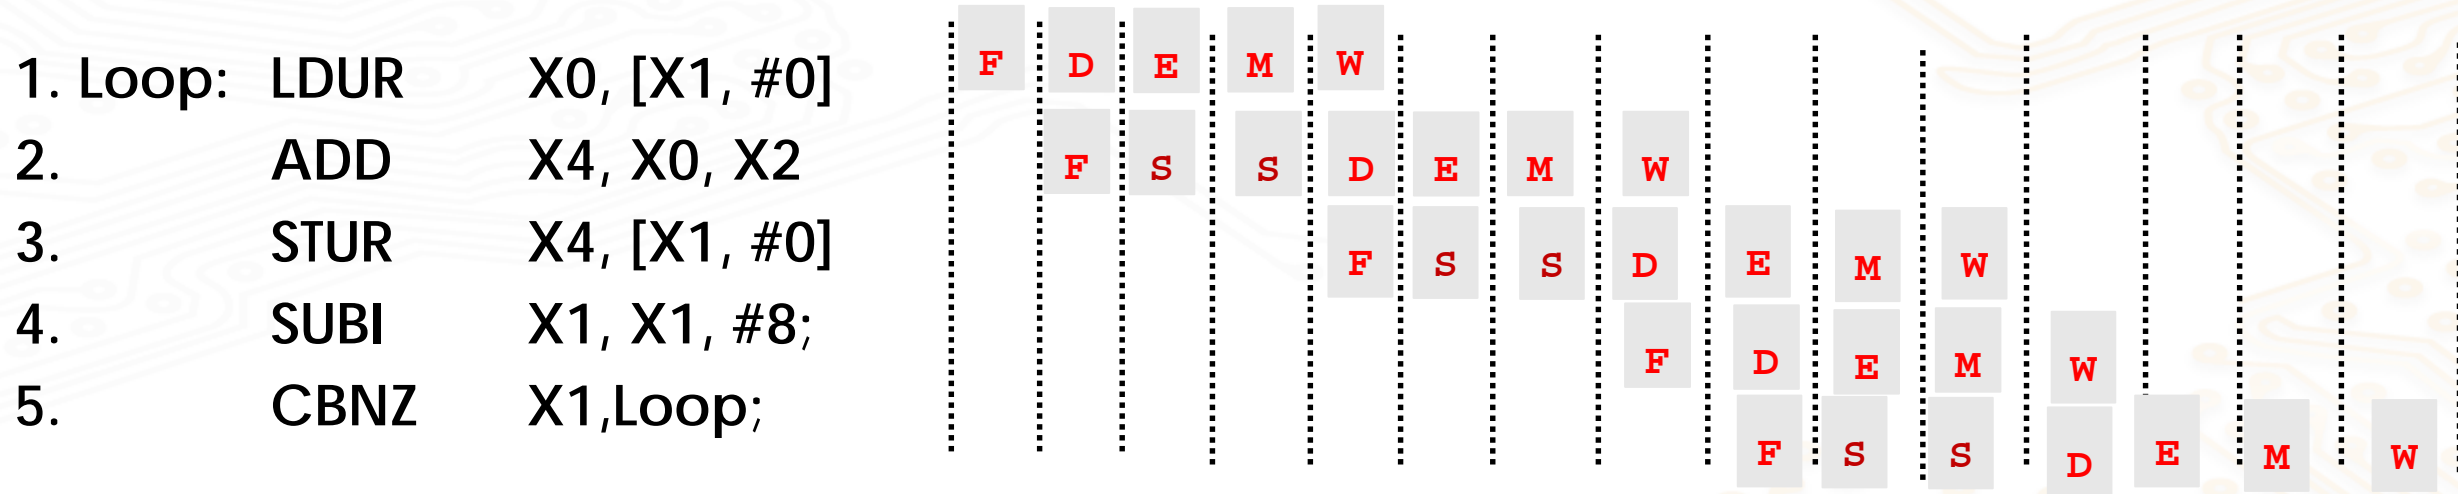 1. Loop: LDUR X0, [X1, #0] F D E M W
2. ADD X4, X0, X2 F S S D E M W
3. STUR X4, [X1, #0] F S S D E M W
4. SUBI X1, X1, #8; F D E M W
5. CBNZ X1,Loop; F S S D E M W